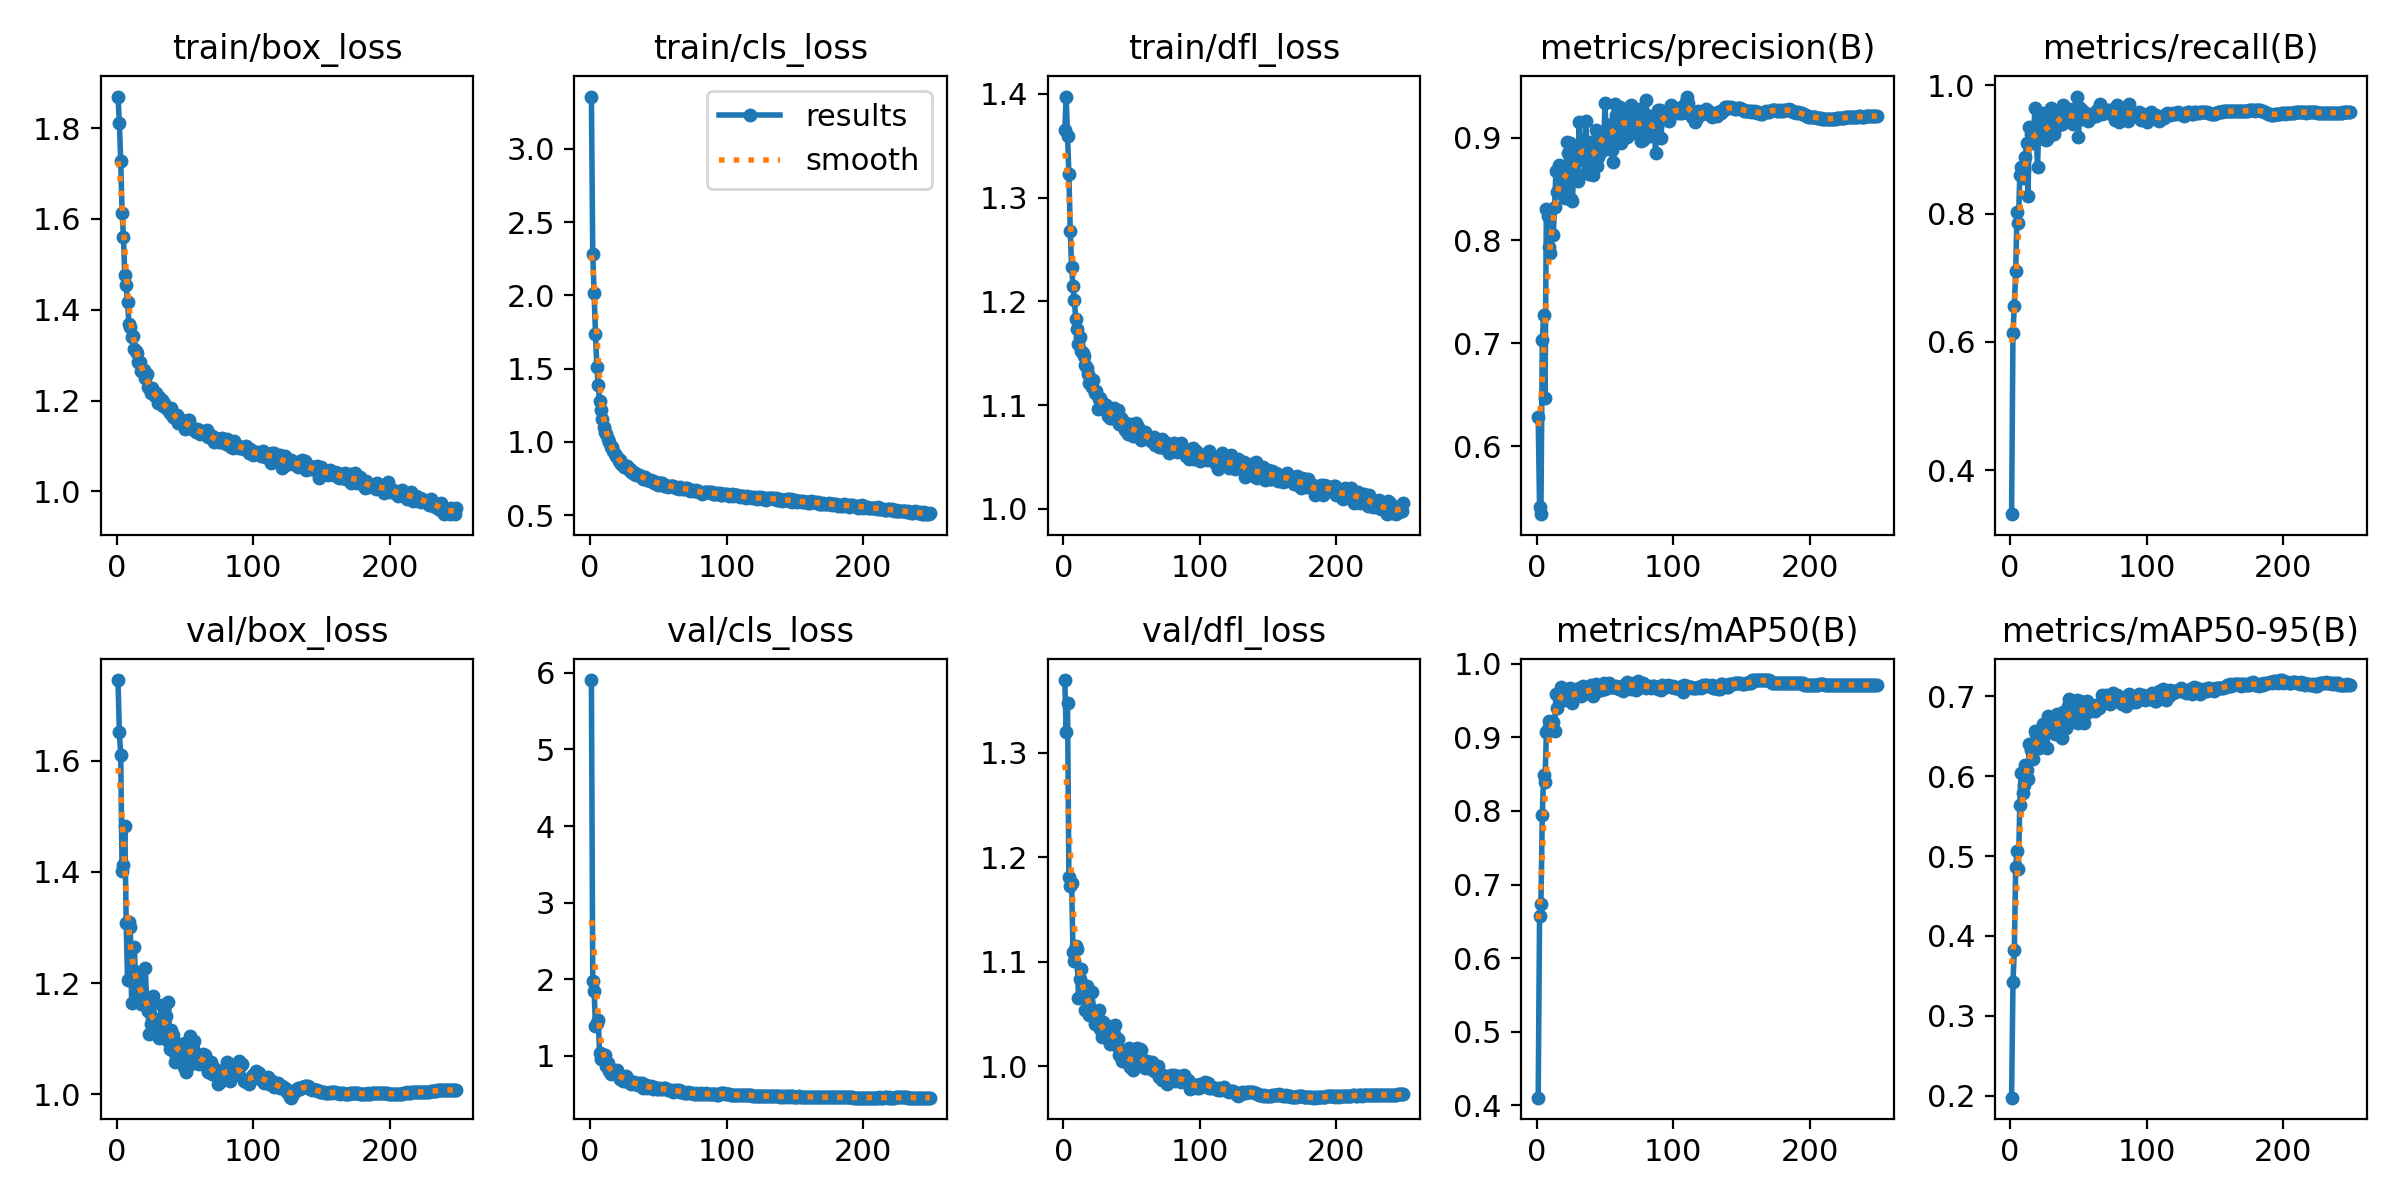 train/box_loss
1.8
1.6
1.4
1.2
1.0
0 100 200
train/cls_loss
results
smooth
3.0
2.5
2.0
1.5
1.0
0.5
0 100 200
train/dfl_loss
1.4
1.3
1.2
1.1
1.0
0 100 200
metrics/precision(B)
0.9
0.8
0.7
0.6
0 100 200
metrics/recall(B)
1.0
0.8
0.6
0.4
0 100 200
val/box_loss
1.6
1.4
1.2
1.0
0 100 200
val/cls_loss
6
5
4
3
2
1
0 100 200
val/dfl_loss
1.3
1.2
1.1
1.0
0 100 200
metrics/mAP50(B)
1.0
0.9
0.8
0.7
0.6
0.5
0.4
0 100 200
metrics/mAP50-95(B)
0.7
0.6
0.5
0.4
0.3
0.2
0 100 200